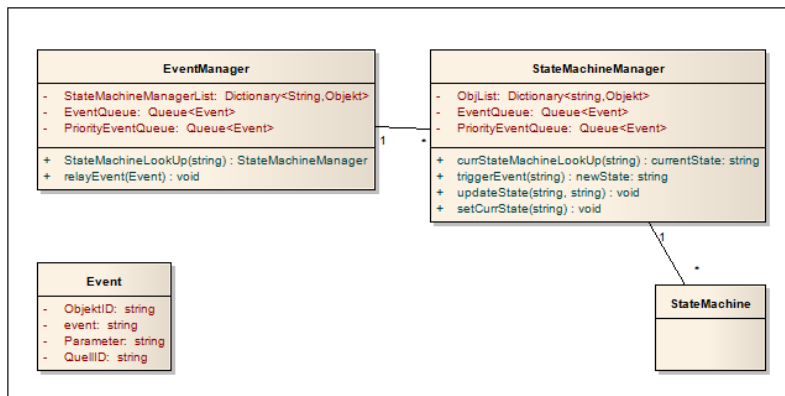 EventManager
- StateMachineManagerList: Dictionary<String,Objekt>
- EventQueue: Queue<Event>
- PriorityEventQueue: Queue<Event>
+ StateMachineLookUp(string) : StateMachineManager
+ relayEvent(Event) : void
StateMachineManager
- ObjList: Dictionary<string,Objekt>
- EventQueue: Queue<Event>
- PriorityEventQueue: Queue<Event>
+ currStateMachineLookUp(string) : currentState: string
+ triggerEvent(string) : newState: string
+ updateState(string, string) : void
+ setCurrState(string) : void
1
*
1
*
Event
- ObjektID: string
- event: string
- Parameter: string
- QuellID: string
StateMachine